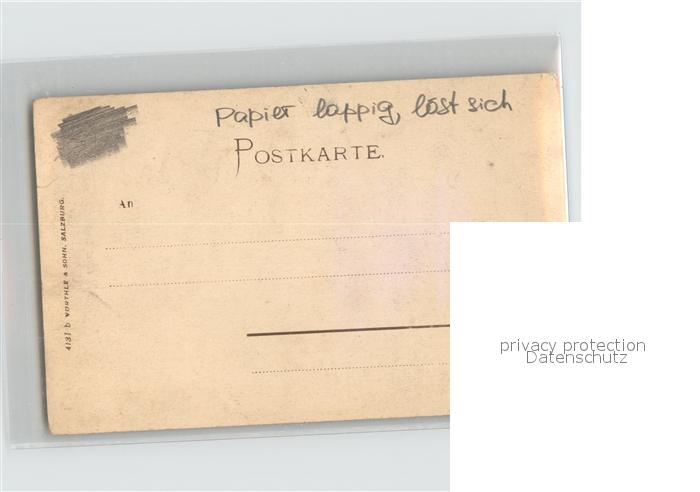 Papier lappig, löst sich
POSTKARTE.
An
4131 b WÜRTHLE & SOHN, SALZBURG.
privacy protection
Datenschutz